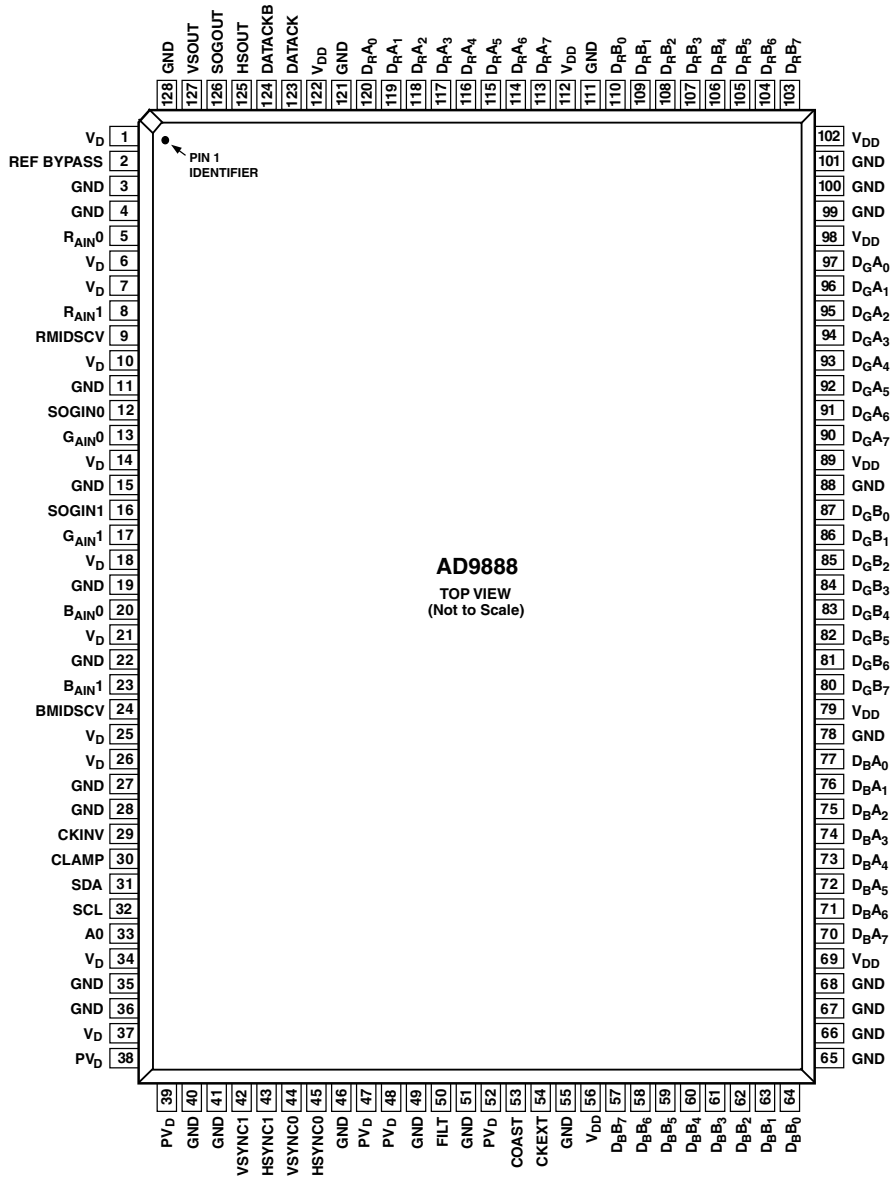 GND VSOUT SOGOUT HSOUT DATACKB DATACK VDD GND DRA0 DRA1 DRA2 DRA3 DRA4 DRA5 DRA6 DRA7 VDD GND DRB0 DRB1 DRB2 DRB3 DRB4 DRB5 DRB6 DRB7
128 127 126 125 124 123 122 121 120 119 118 117 116 115 114 113 112 111 110 109 108 107 106 105 104 103
VD 1
REF BYPASS 2
GND 3
GND 4
RAIN0 5
VD 6
VD 7
RAIN1 8
RMIDSCV 9
VD 10
GND 11
SOGIN0 12
GAIN0 13
VD 14
GND 15
SOGIN1 16
GAIN1 17
VD 18
GND 19
BAIN0 20
VD 21
GND 22
BAIN1 23
BMIDSCV 24
VD 25
VD 26
GND 27
GND 28
CKINV 29
CLAMP 30
SDA 31
SCL 32
A0 33
VD 34
GND 35
GND 36
VD 37
PVD 38
PIN 1
IDENTIFIER
AD9888
TOP VIEW
(Not to Scale)
102 VDD
101 GND
100 GND
99 GND
98 VDD
97 DGA0
96 DGA1
95 DGA2
94 DGA3
93 DGA4
92 DGA5
91 DGA6
90 DGA7
89 VDD
88 GND
87 DGB0
86 DGB1
85 DGB2
84 DGB3
83 DGB4
82 DGB5
81 DGB6
80 DGB7
79 VDD
78 GND
77 DBA0
76 DBA1
75 DBA2
74 DBA3
73 DBA4
72 DBA5
71 DBA6
70 DBA7
69 VDD
68 GND
67 GND
66 GND
65 GND
39 40 41 42 43 44 45 46 47 48 49 50 51 52 53 54 55 56 57 58 59 60 61 62 63 64
PVD GND GND VSYNC1 HSYNC1 VSYNC0 HSYNC0 GND PVD PVD GND FILT GND PVD COAST CKEXT GND VDD DBB7 DBB6 DBB5 DBB4 DBB3 DBB2 DBB1 DBB0